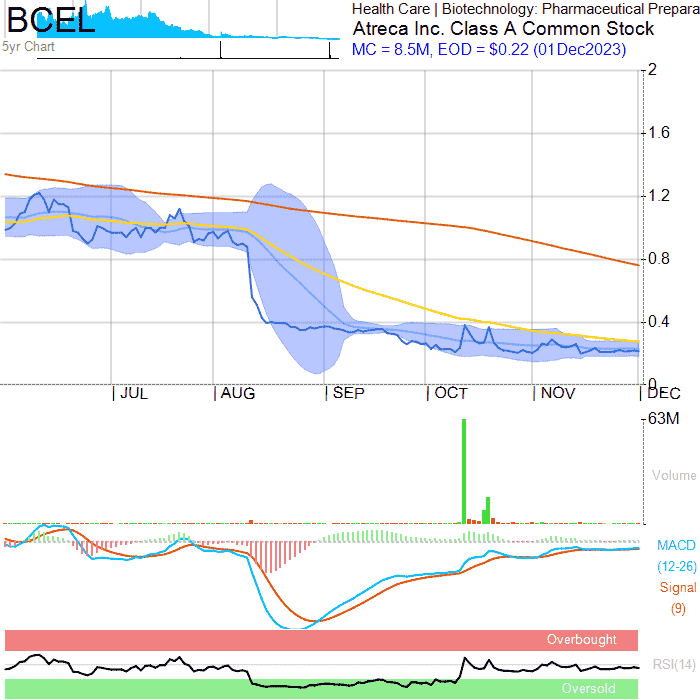 BCEL
5yr Chart
Health Care | Biotechnology: Pharmaceutical Prepara
Atreca Inc. Class A Common Stock
MC = 8.5M, EOD = $0.22 (01Dec2023)
2
1.6
1.2
0.8
0.4
0
JUL
AUG
SEP
OCT
NOV
DEC
63M
Volume
MACD
(12-26)
Signal
(9)
Overbought
RSI(14)
Oversold